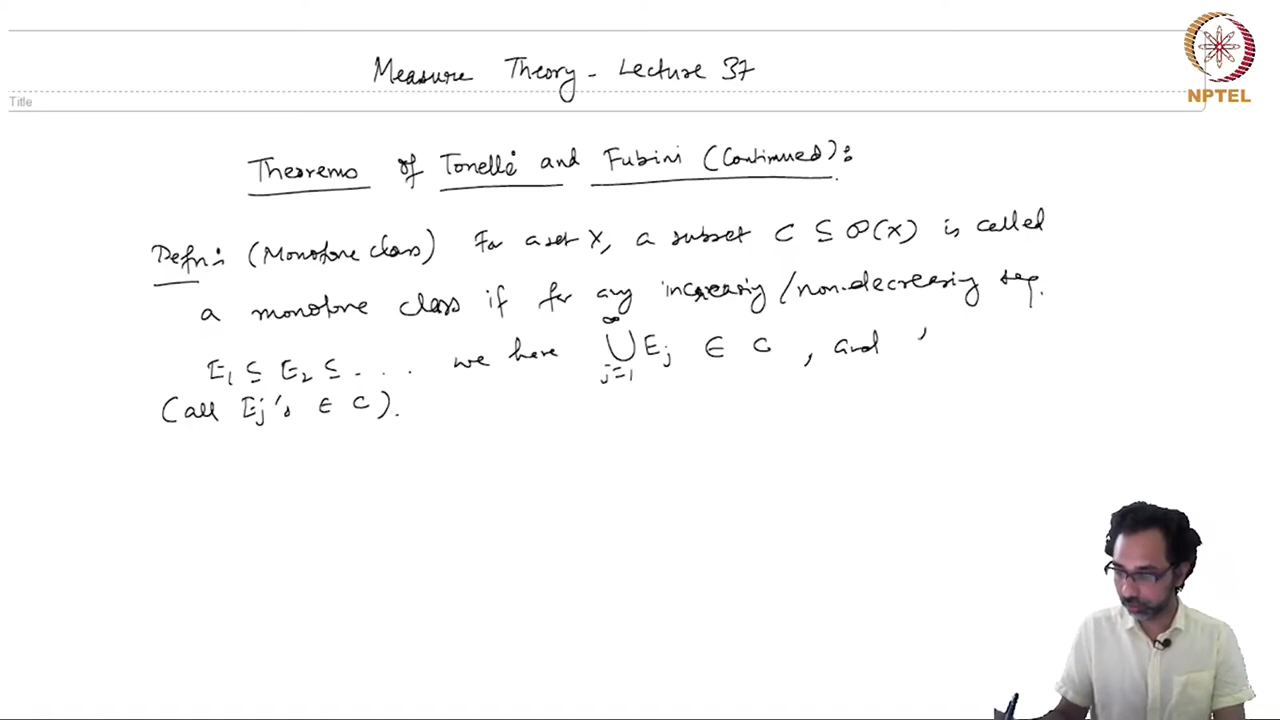 Measure Theory - Lecture 37
NPTEL
Title
Theorems of Tonelli and Fubini (Continued):
Defn: (Monotone class) For a set X, a subset C ⊆ P(X) is called
a monotone class if for any increasing/non-decreasing seq.
E₁ ⊆ E₂ ⊆ .... we have ⋃_{j=1}^{∞} E_j ∈ C, and
(all E_j's ∈ C).